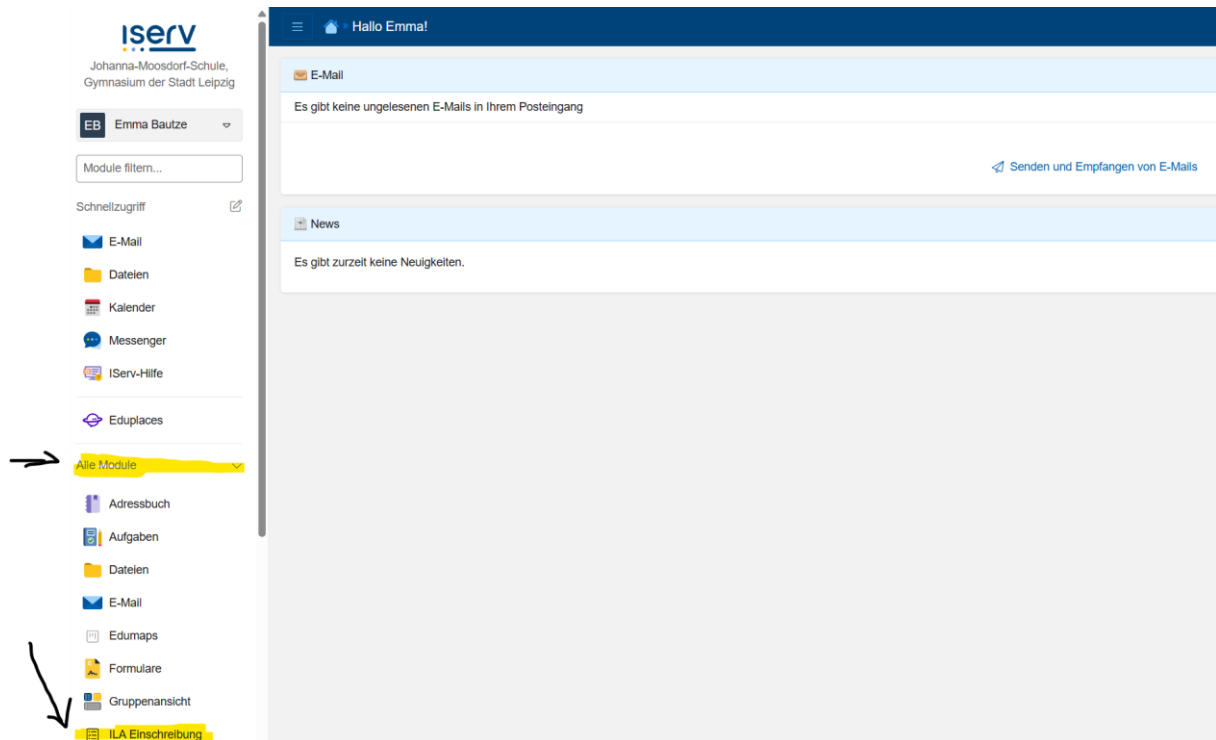 IServ
Johanna-Moosdorf-Schule,
Gymnasium der Stadt Leipzig
EB Emma Bautze
Module filtern...
Schnellzugriff
E-Mail
Dateien
Kalender
Messenger
IServ-Hilfe
Eduplaces
Alle Module
Adressbuch
Aufgaben
Dateien
E-Mail
Edumaps
Formulare
Gruppenansicht
ILA Einschreibung
» Hallo Emma!
E-Mail
Es gibt keine ungelesenen E-Mails in Ihrem Posteingang
Senden und Empfangen von E-Mails
News
Es gibt zurzeit keine Neuigkeiten.